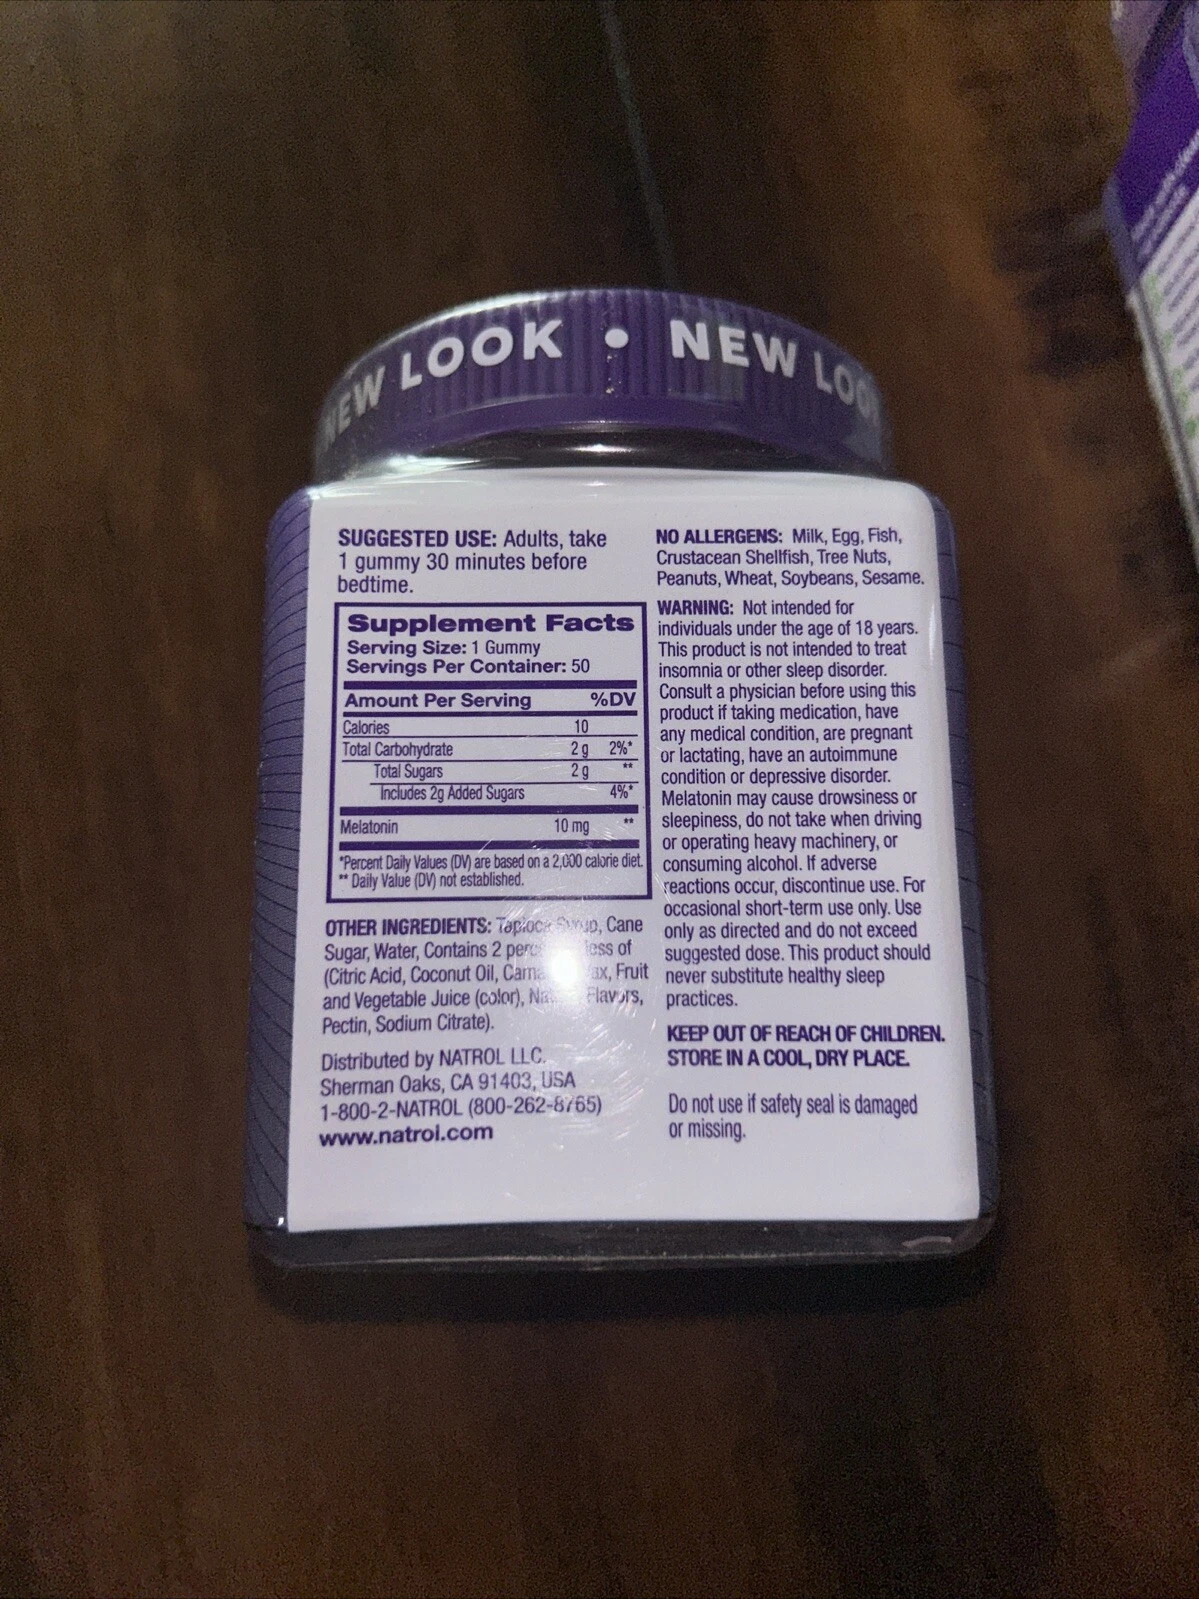 NEW LOOK • NEW LOO
SUGGESTED USE: Adults, take
1 gummy 30 minutes before
bedtime.
Supplement Facts
Serving Size: 1 Gummy
Servings Per Container: 50
Amount Per Serving %DV
Calories 10
Total Carbohydrate 2 g 2%*
Total Sugars 2 g **
Includes 2g Added Sugars 4%*
Melatonin 10 mg **
*Percent Daily Values (DV) are based on a 2,000 calorie diet.
** Daily Value (DV) not established.
OTHER INGREDIENTS: Tapioca Syrup, Cane
Sugar, Water, Contains 2 of
(Citric Acid, Coconut Oil, Fruit
and Vegetable Juice (color), Flavors,
Pectin, Sodium Citrate).
Distributed by NATROL LLC.
Sherman Oaks, CA 91403, USA
1-800-2-NATROL (800-262-8765)
www.natrol.com
NO ALLERGENS: Milk, Egg, Fish,
Crustacean Shellfish, Tree Nuts,
Peanuts, Wheat, Soybeans, Sesame.
WARNING: Not intended for
individuals under the age of 18 years.
This product is not intended to treat
insomnia or other sleep disorder.
Consult a physician before using this
product if taking medication, have
any medical condition, are pregnant
or lactating, have an autoimmune
condition or depressive disorder.
Melatonin may cause drowsiness or
sleepiness, do not take when driving
or operating heavy machinery, or
consuming alcohol. If adverse
reactions occur, discontinue use. For
occasional short-term use only. Use
only as directed and do not exceed
suggested dose. This product should
never substitute healthy sleep
practices.
KEEP OUT OF REACH OF CHILDREN.
STORE IN A COOL, DRY PLACE.
Do not use if safety seal is damaged
or missing.